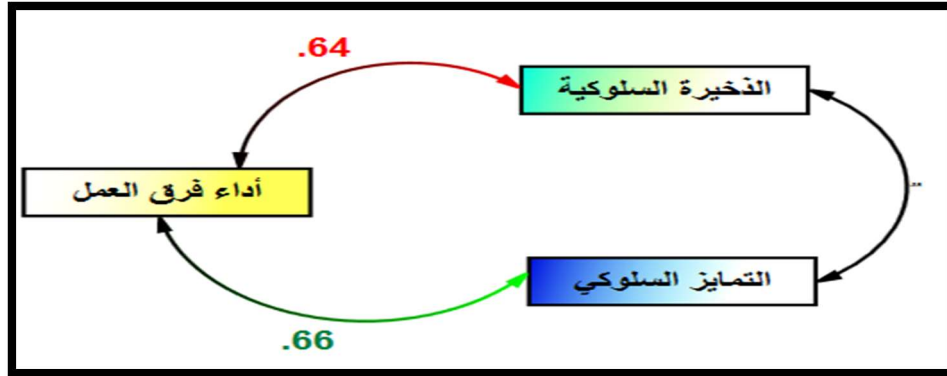 .64
الذخيرة السلوكية
أداء فرق العمل
التمايز السلوكي
.66